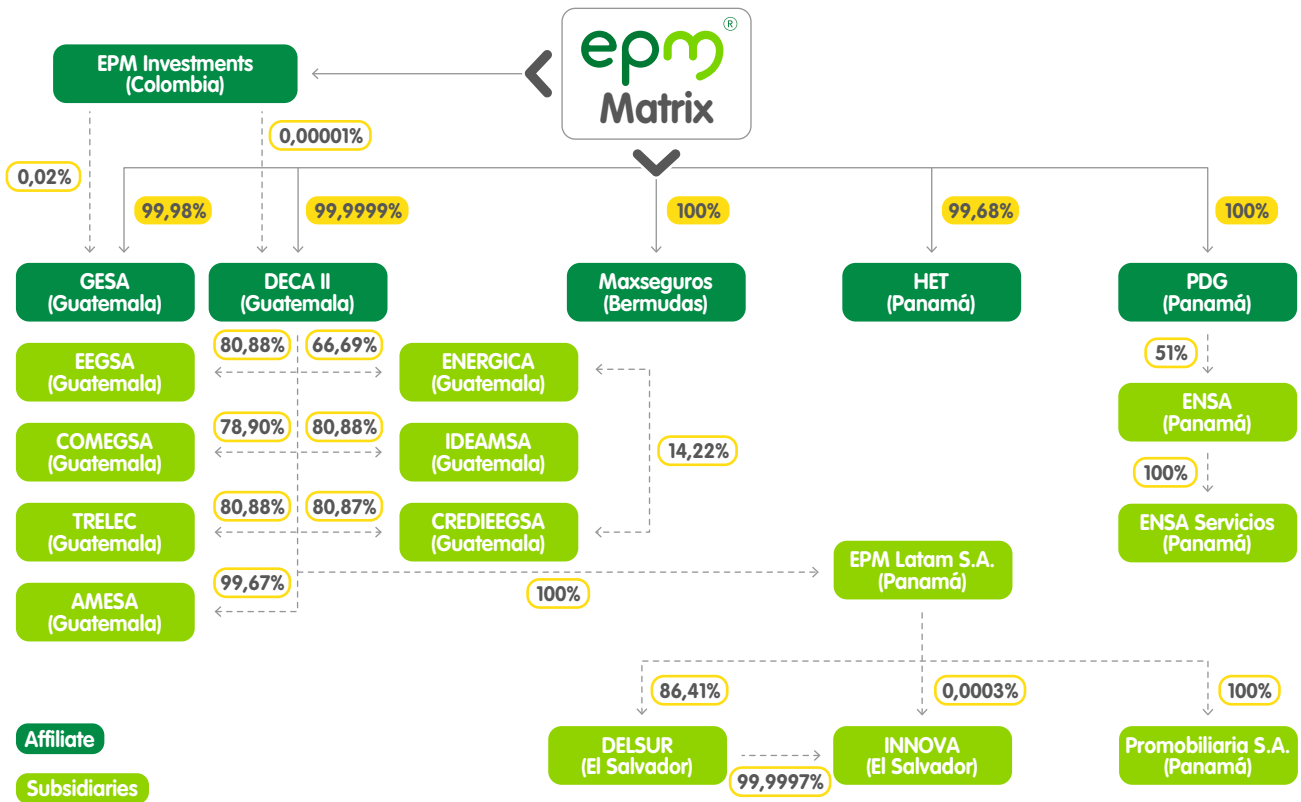 epm®
Matrix
EPM Investments
(Colombia)
0,00001%
0,02%
99,98%
99,9999%
100%
99,68%
100%
GESA
(Guatemala)
DECA II
(Guatemala)
Maxseguros
(Bermudas)
HET
(Panamá)
PDG
(Panamá)
80,88%
66,69%
51%
EEGSA
(Guatemala)
ENERGICA
(Guatemala)
ENSA
(Panamá)
78,90%
80,88%
14,22%
COMEGSA
(Guatemala)
IDEAMSA
(Guatemala)
100%
80,88%
80,87%
TRELEC
(Guatemala)
CREDIEEGSA
(Guatemala)
ENSA Servicios
(Panamá)
EPM Latam S.A.
(Panamá)
99,67%
100%
AMESA
(Guatemala)
86,41%
0,0003%
100%
Affiliate
DELSUR
(El Salvador)
INNOVA
(El Salvador)
Promobiliaria S.A.
(Panamá)
99,9997%
Subsidiaries